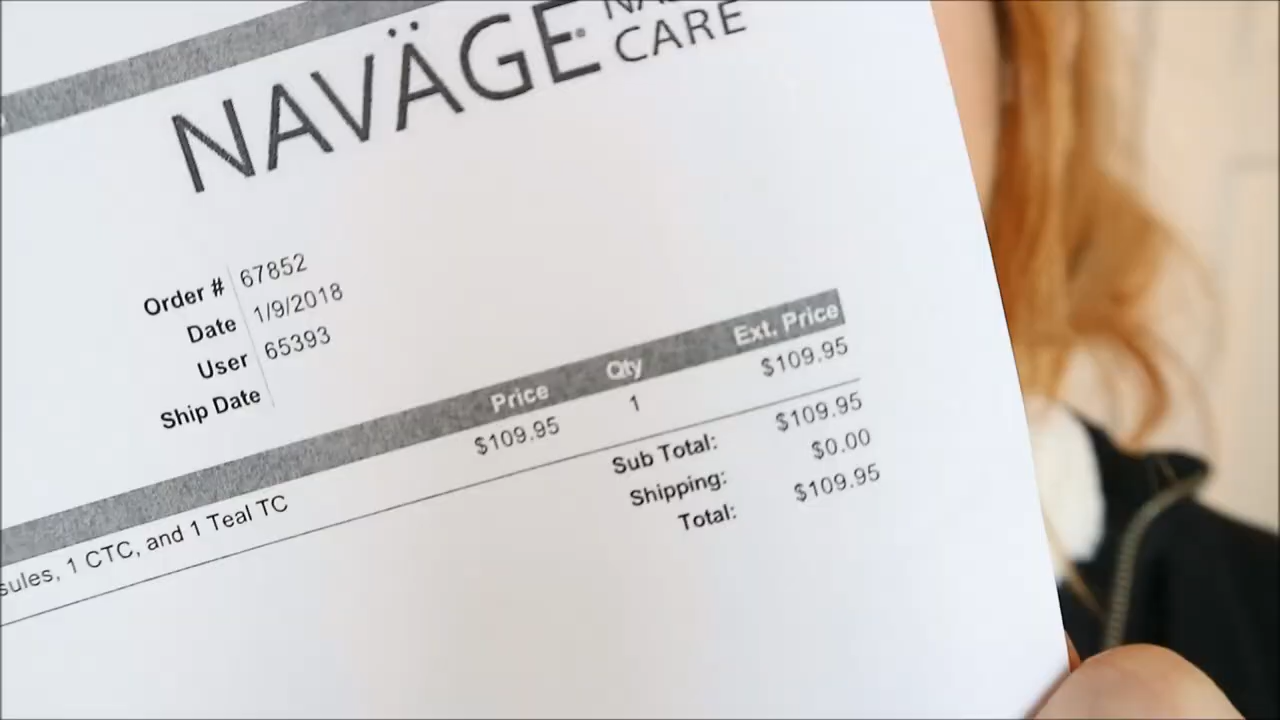 NAVÄGE®
CARE
Order # 67852
Date 1/9/2018
User 65393
Ship Date
Price Qty Ext. Price
sules, 1 CTC, and 1 Teal TC $109.95 1 $109.95
Sub Total: $109.95
Shipping: $0.00
Total: $109.95